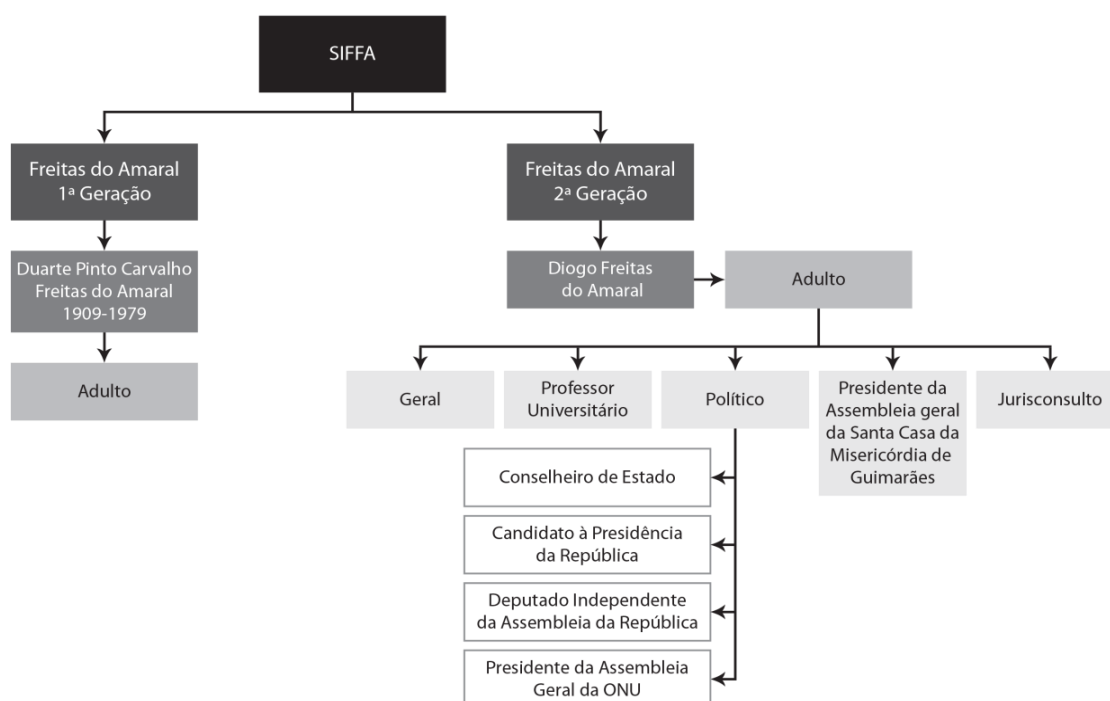 SIFFA
Freitas do Amaral
1ª Geração
Freitas do Amaral
2ª Geração
Duarte Pinto Carvalho
Freitas do Amaral
1909-1979
Diogo Freitas
do Amaral
Adulto
Adulto
Geral
Professor
Universitário
Político
Presidente da
Assembleia geral
da Santa Casa da
Misericórdia de
Guimarães
Jurisconsulto
Conselheiro de Estado
Candidato à Presidência
da República
Deputado Independente
da Assembleia da República
Presidente da Assembleia
Geral da ONU